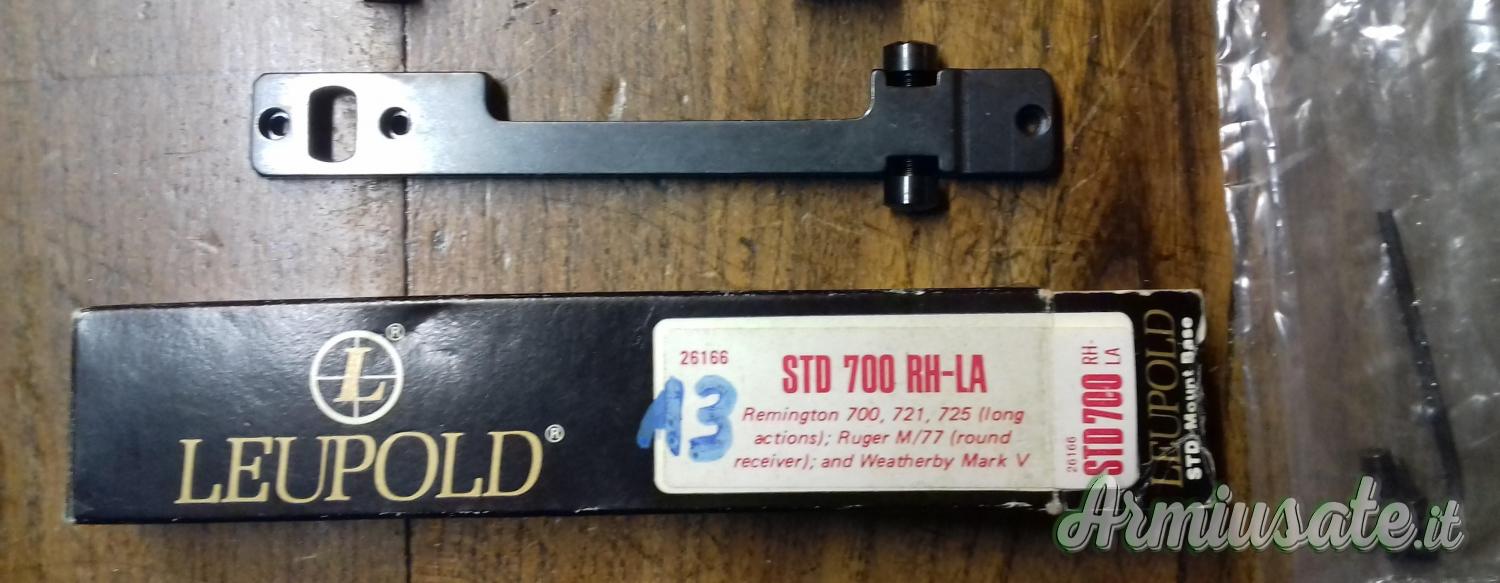 L®
LEUPOLD®
26166
STD 700 RH-LA
13
Remington 700, 721, 725 (long
actions); Ruger M/77 (round
receiver); and Weatherby Mark V
26166
STD 700 RH-
LA
LEUPOLD
STD Mount Base
Armiusate.it